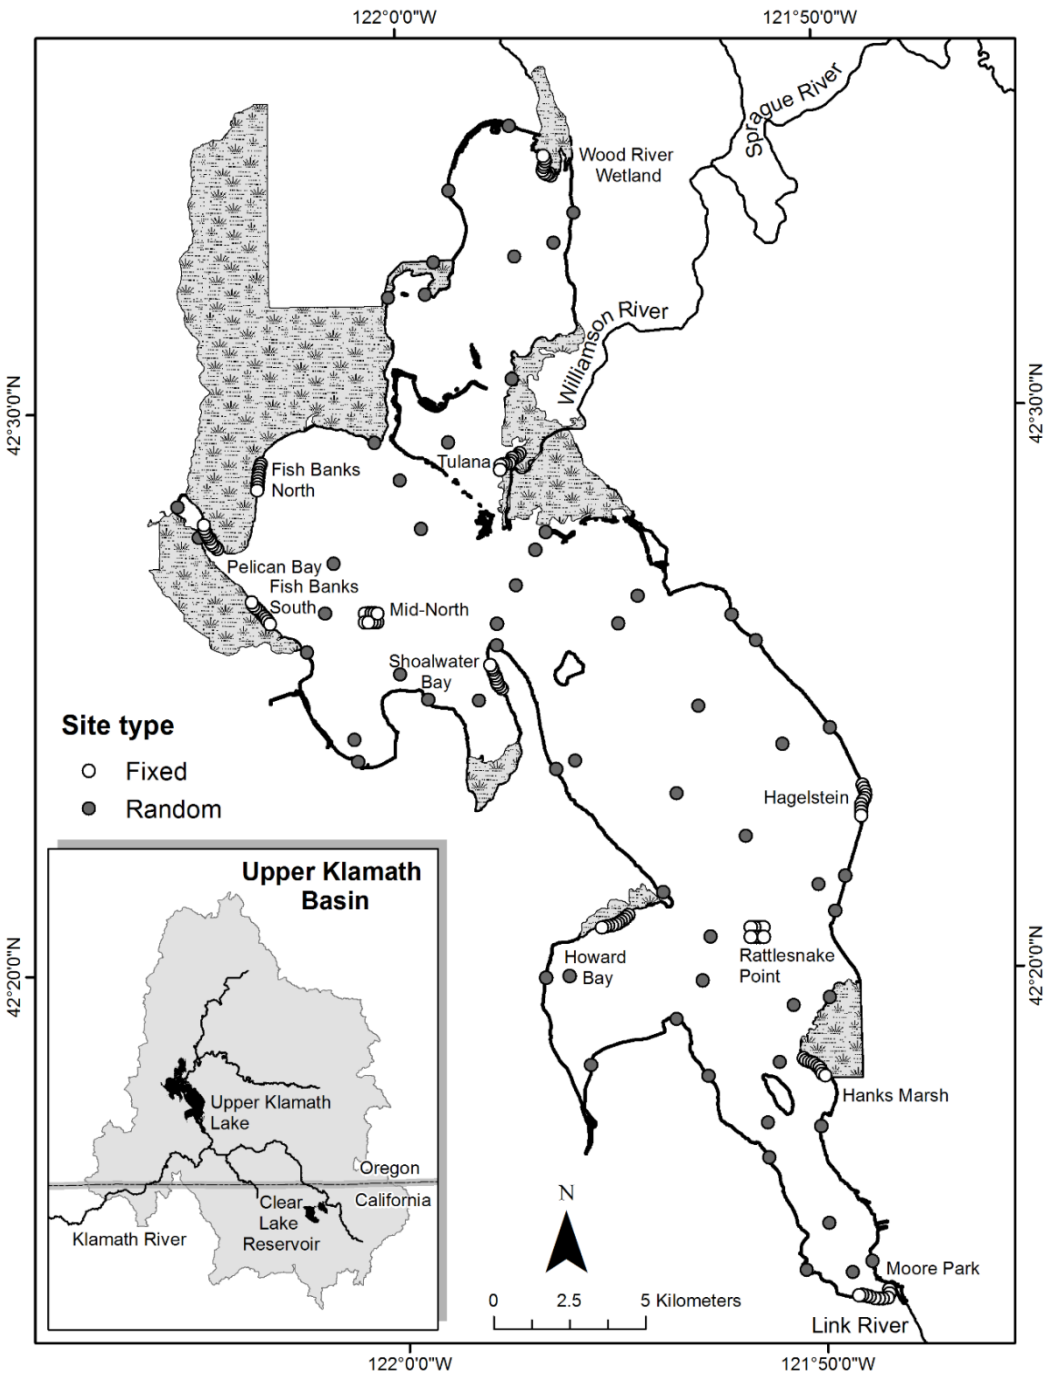 122°0'0"W
121°50'0"W
Sprague River
Wood River
Wetland
Williamson River
42°30'0"N
42°30'0"N
Tulana
Fish Banks
North
Pelican Bay
Fish Banks
South
Mid-North
Shoalwater
Bay
Site type
Fixed
Random
Hagelstein
Upper Klamath
Basin
Howard
Bay
Rattlesnake
Point
42°20'0"N
42°20'0"N
Hanks Marsh
Upper Klamath
Lake
Oregon
California
Clear
Lake
Reservoir
Klamath River
N
Moore Park
0 2.5 5 Kilometers
Link River
122°0'0"W
121°50'0"W